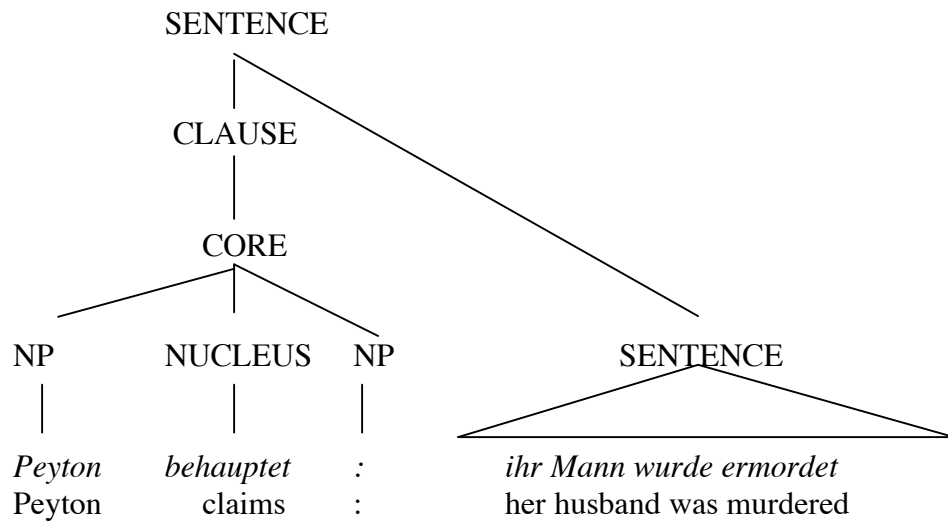 SENTENCE
CLAUSE
CORE
NP NUCLEUS NP SENTENCE
Peyton behauptet : ihr Mann wurde ermordet
Peyton claims : her husband was murdered